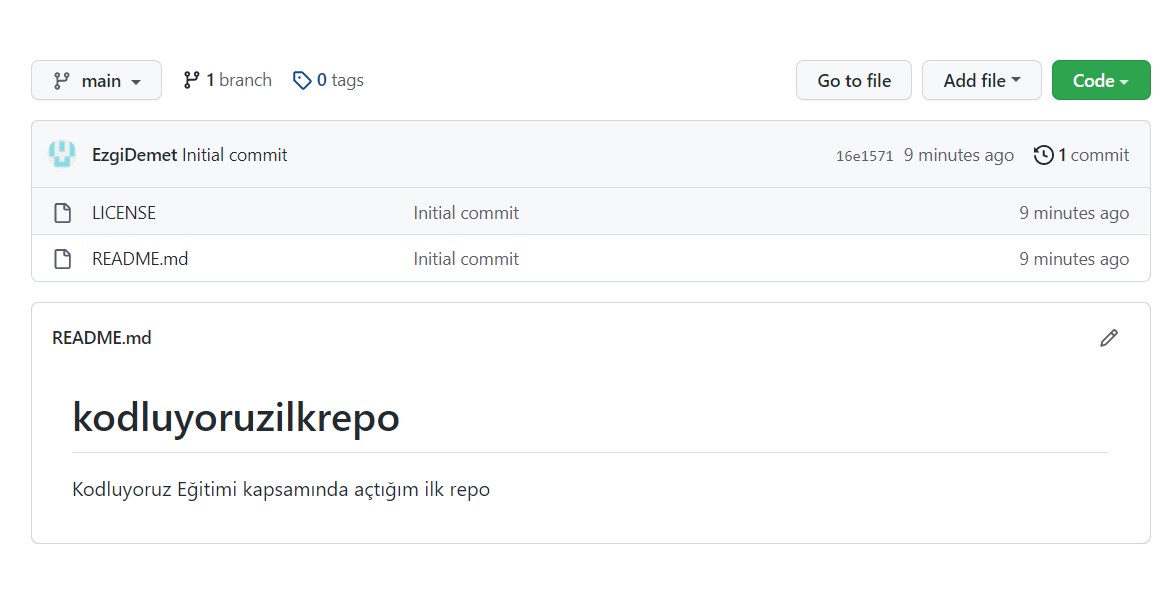 main 1 branch 0 tags Go to file Add file Code
EzgiDemet Initial commit 16e1571 9 minutes ago 1 commit
LICENSE Initial commit 9 minutes ago
README.md Initial commit 9 minutes ago
README.md
kodluyoruzilkrepo
Kodluyoruz Eğitimi kapsamında açtığım ilk repo